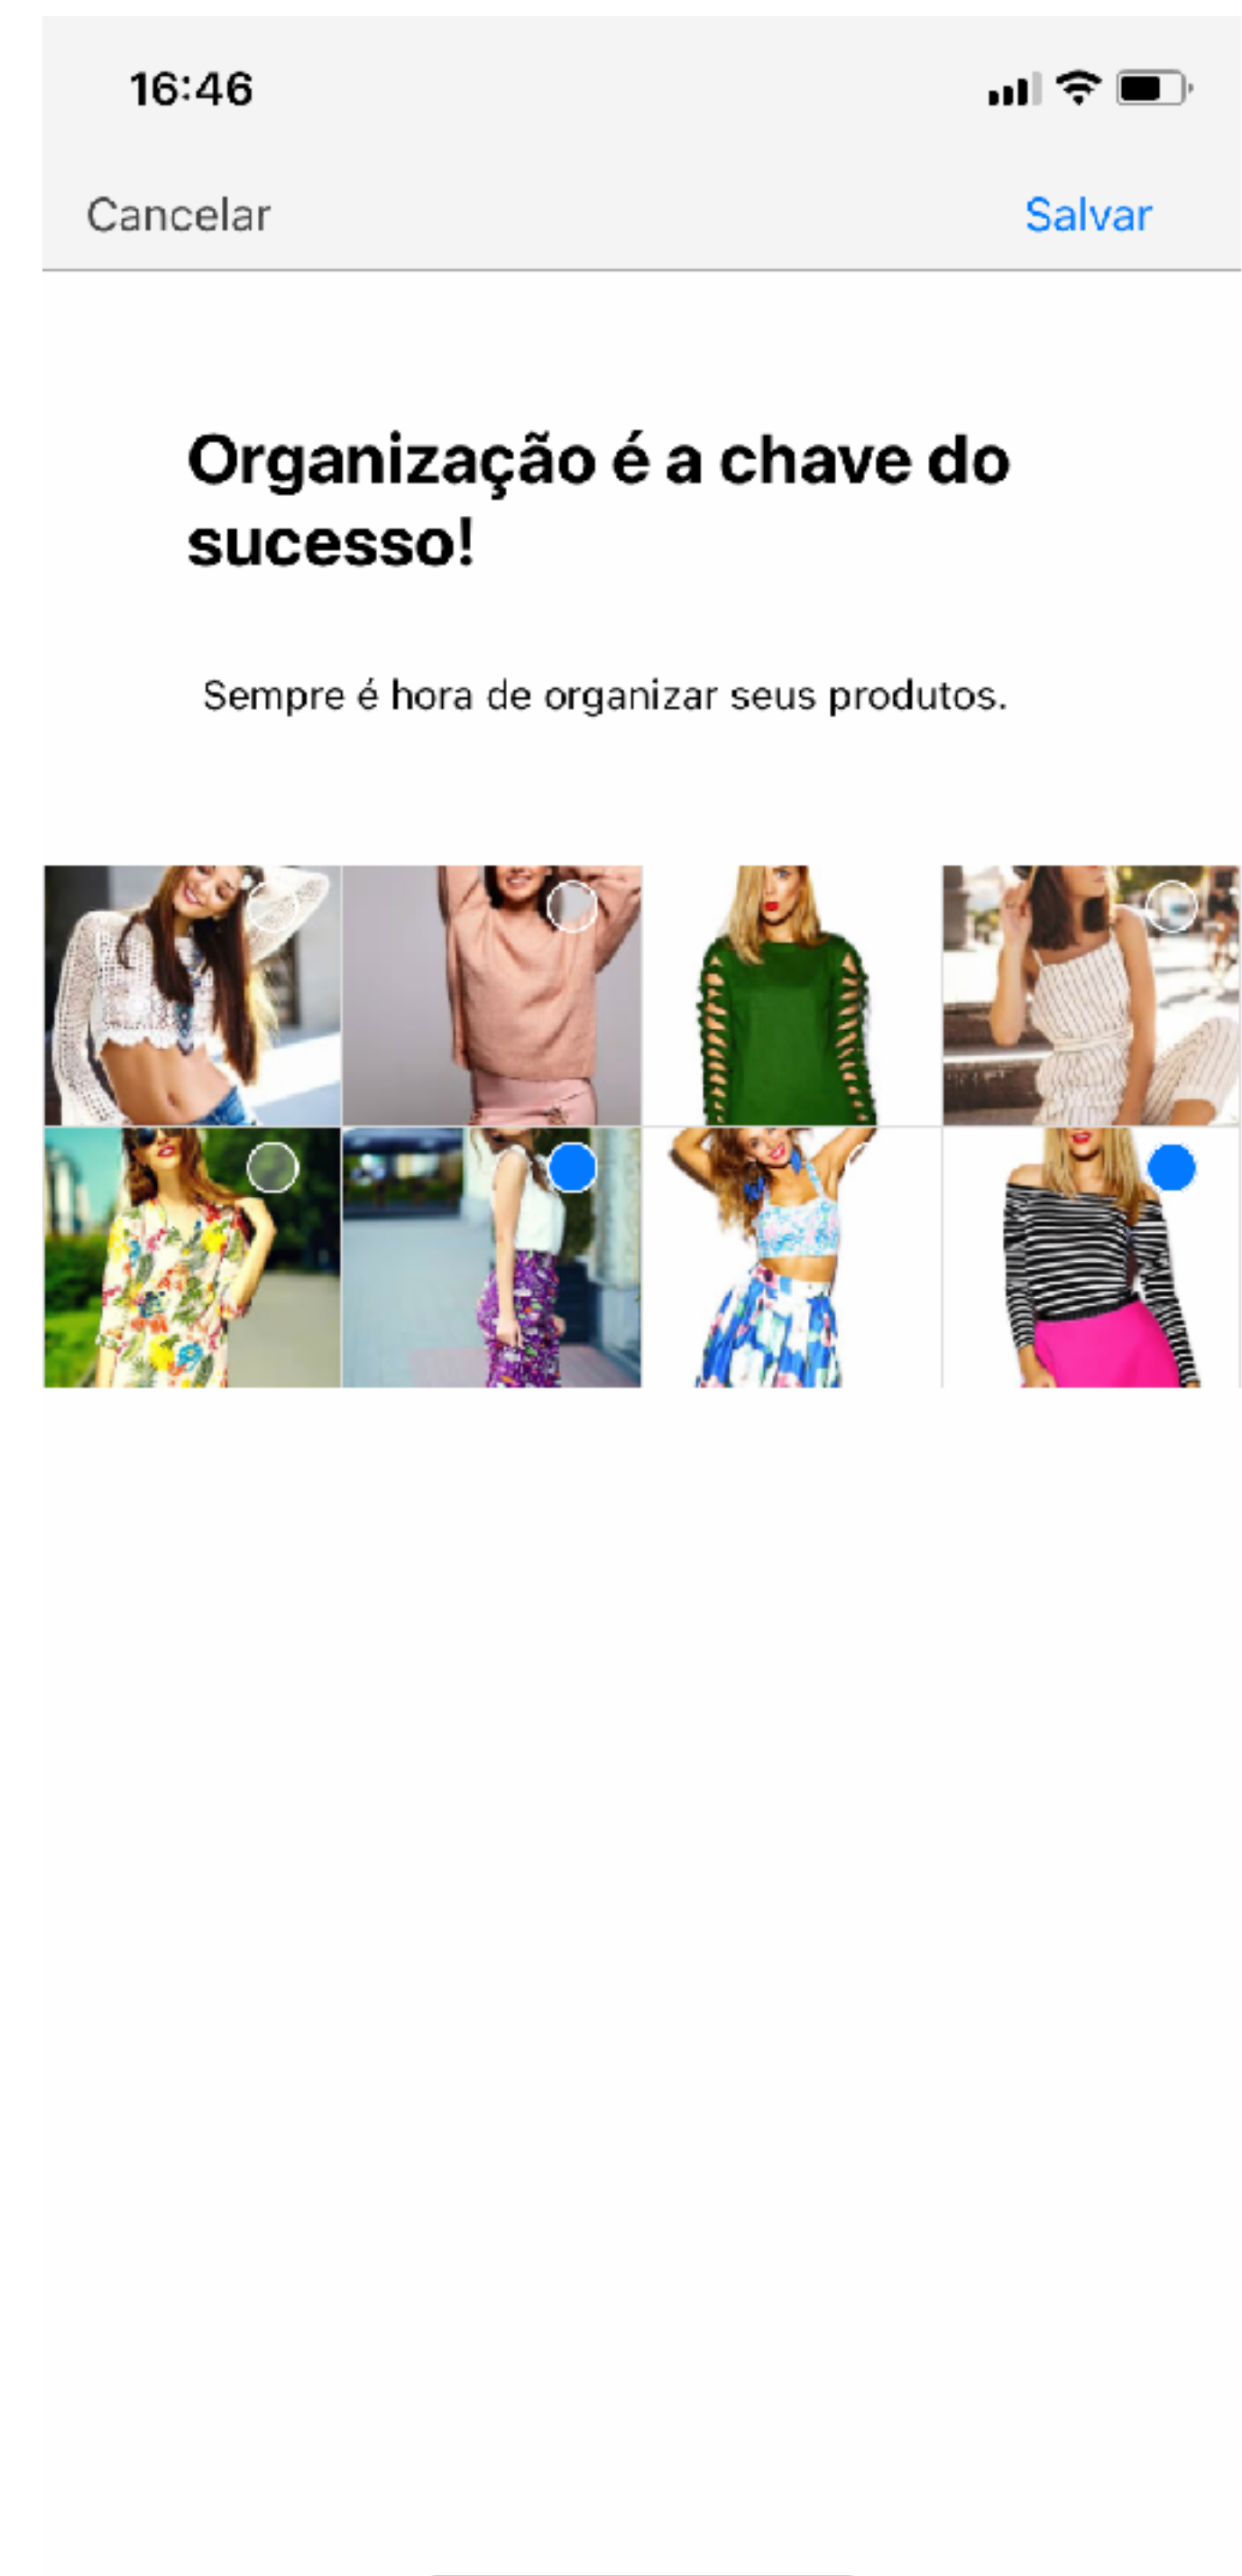 16:46
Cancelar
Salvar
Organização é a chave do
sucesso!
Sempre é hora de organizar seus produtos.